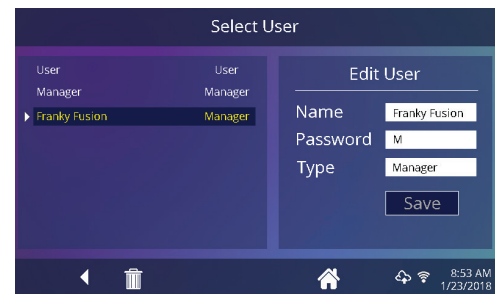 Select User
User User
Manager Manager
Franky Fusion Manager
Edit User
Name Franky Fusion
Password M
Type Manager
Save
8:53 AM
1/23/2018